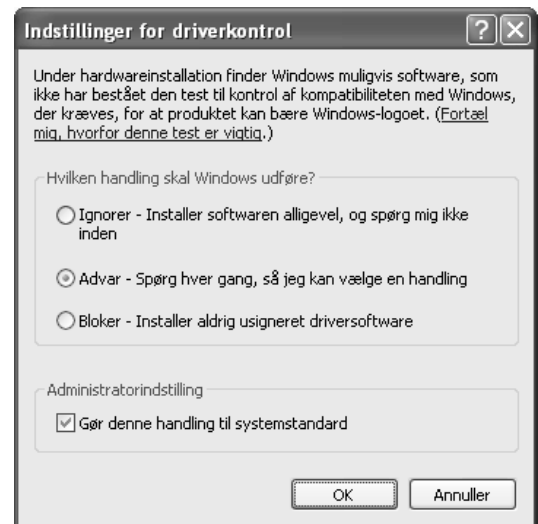 Indstillinger for driverkontrol
Under hardwareinstallation finder Windows muligvis software, som
ikke har bestået den test til kontrol af kompatibiliteten med Windows,
der kræves, for at produktet kan bære Windows-logoet. (Fortæl
mig, hvorfor denne test er vigtig.)
Hvilken handling skal Windows udføre?
Ignorer - Installer softwaren alligevel, og spørg mig ikke
inden
Advar - Spørg hver gang, så jeg kan vælge en handling
Bloker - Installer aldrig usigneret driversoftware
Administratorindstilling
Gør denne handling til systemstandard
OK Annuller